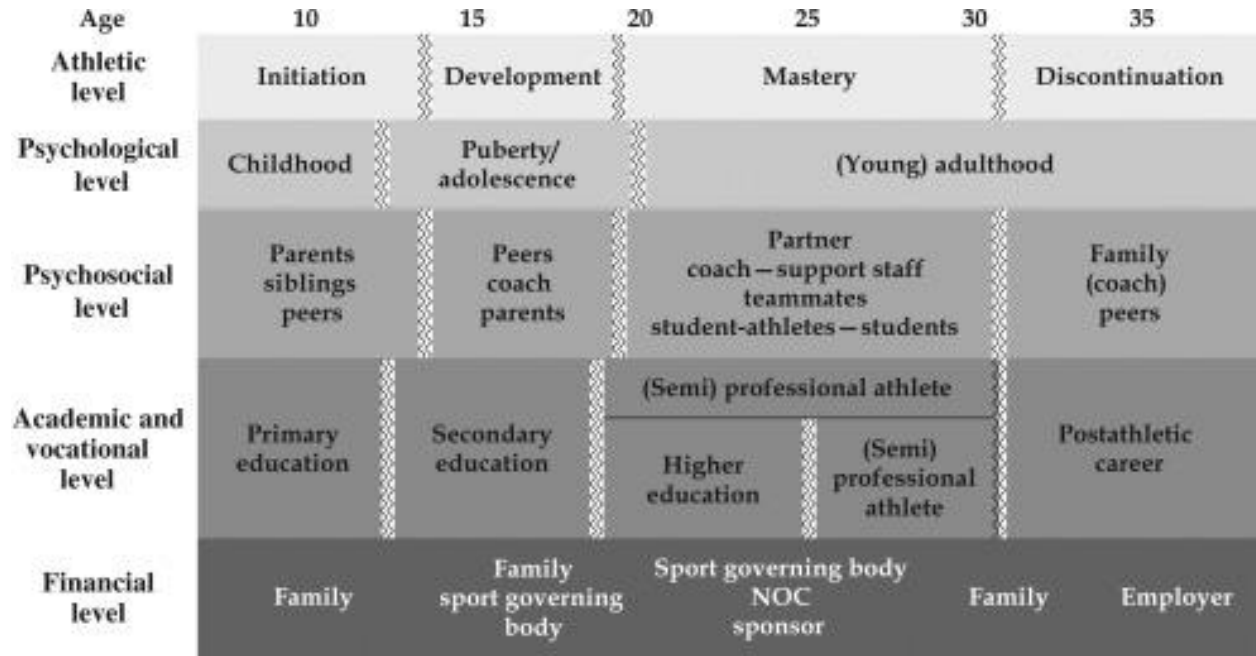 Age 10 15 20 25 30 35
Athletic
level
Initiation
Development
Mastery
Discontinuation
Psychological
level
Childhood
Puberty/
adolescence
(Young) adulthood
Psychosocial
level
Parents
siblings
peers
Peers
coach
parents
Partner
coach—support staff
teammates
student-athletes—students
Family
(coach)
peers
Academic and
vocational
level
Primary
education
Secondary
education
(Semi) professional athlete
Higher
education
(Semi)
professional
athlete
Postathletic
career
Financial
level
Family
Family
sport governing
body
Sport governing body
NOC
sponsor
Family
Employer